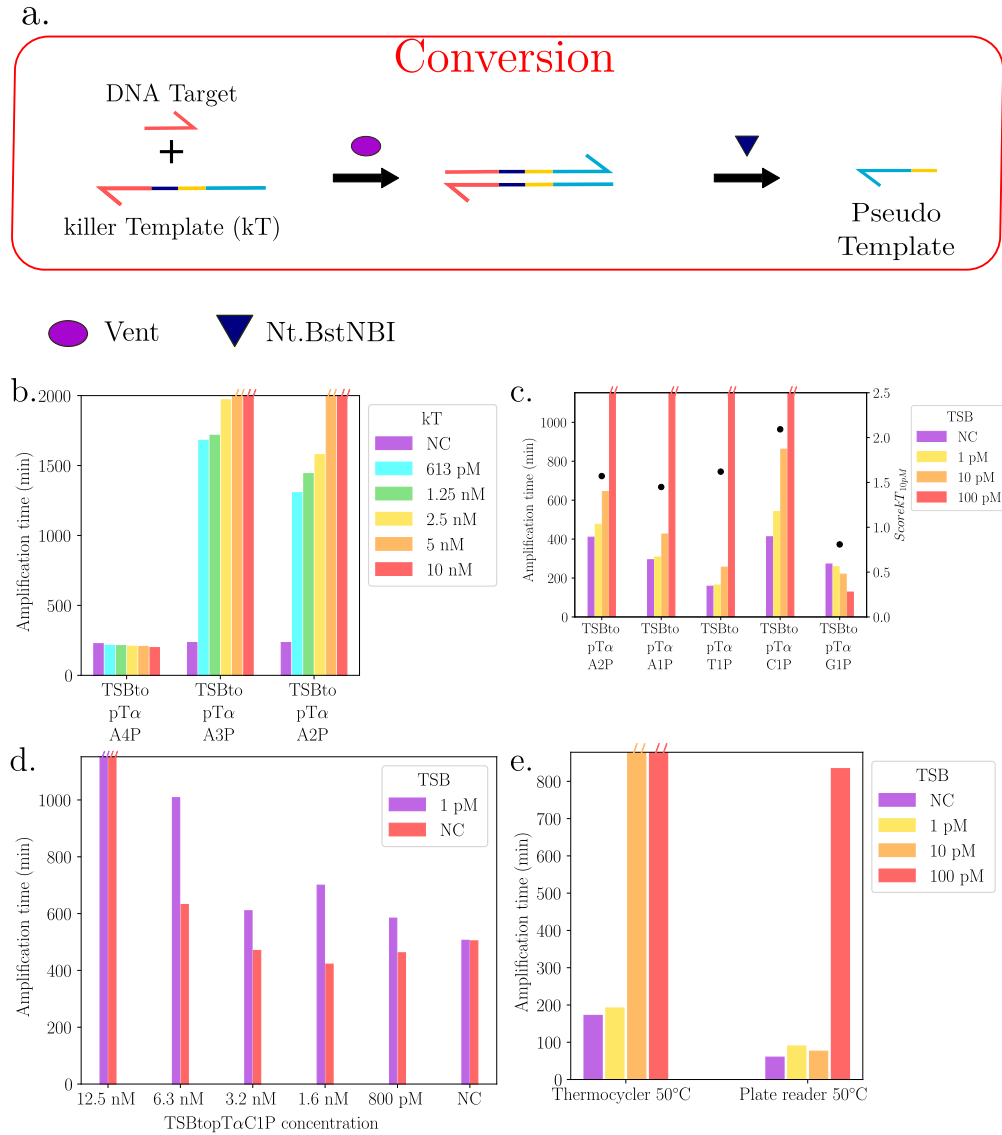 a.
Conversion
DNA Target
killer Template (kT)
Pseudo
Template
Vent
Nt.BstNBI
b.
Amplification time (min)
2000
1500
1000
500
0
TSBto
pTα
A4P
TSBto
pTα
A3P
TSBto
pTα
A2P
kT
NC
613 pM
1.25 nM
2.5 nM
5 nM
10 nM
c.
Amplification time (min)
1000
800
600
400
200
0
TSBto
pTα
A2P
TSBto
pTα
A1P
TSBto
pTα
T1P
TSBto
pTα
C1P
TSBto
pTα
G1P
2.5
2.0
1.5
1.0
0.5
0.0
ScorekT10pM
TSB
NC
1 pM
10 pM
100 pM
d.
Amplification time (min)
1000
800
600
400
200
0
12.5 nM
6.3 nM
3.2 nM
1.6 nM
800 pM
NC
TSBtopTαC1P concentration
TSB
1 pM
NC
e.
Amplification time (min)
800
700
600
500
400
300
200
100
0
Thermocycler 50°C
Plate reader 50°C
TSB
NC
1 pM
10 pM
100 pM